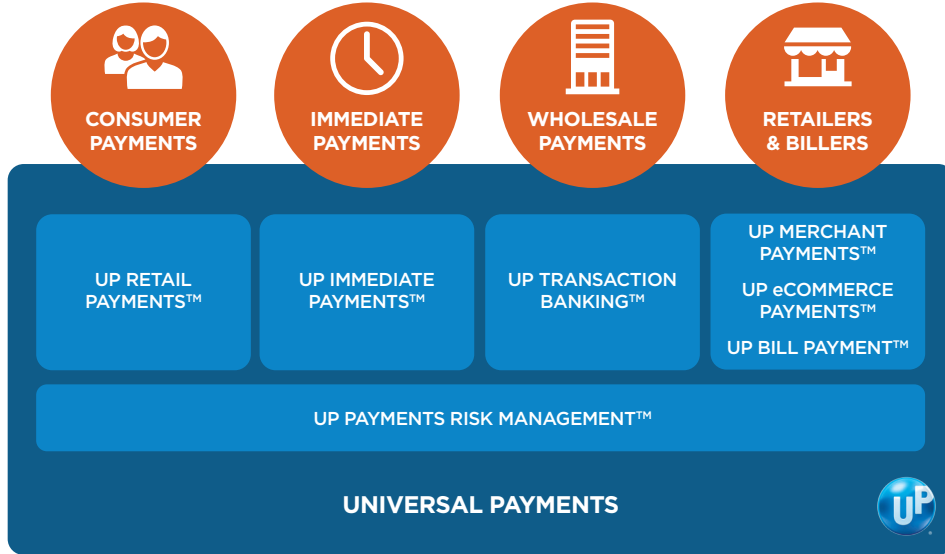 CONSUMER
PAYMENTS
IMMEDIATE
PAYMENTS
WHOLESALE
PAYMENTS
RETAILERS
& BILLERS
UP RETAIL
PAYMENTS™
UP IMMEDIATE
PAYMENTS™
UP TRANSACTION
BANKING™
UP MERCHANT
PAYMENTS™
UP eCOMMERCE
PAYMENTS™
UP BILL PAYMENT™
UP PAYMENTS RISK MANAGEMENT™
UNIVERSAL PAYMENTS
UP